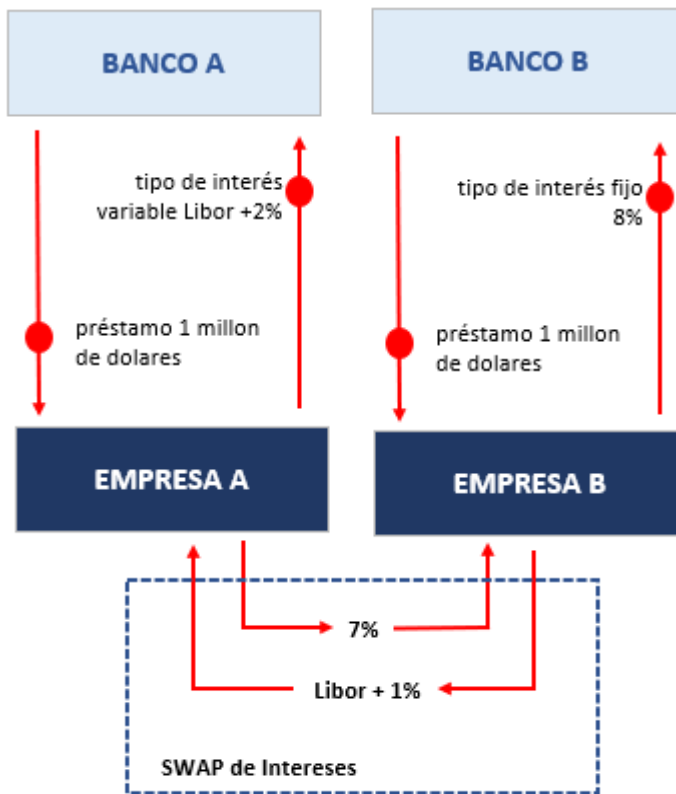 BANCO A
BANCO B
tipo de interés
variable Libor +2%
tipo de interés fijo
8%
préstamo 1 millon
de dolares
préstamo 1 millon
de dolares
EMPRESA A
EMPRESA B
7%
Libor + 1%
SWAP de Intereses